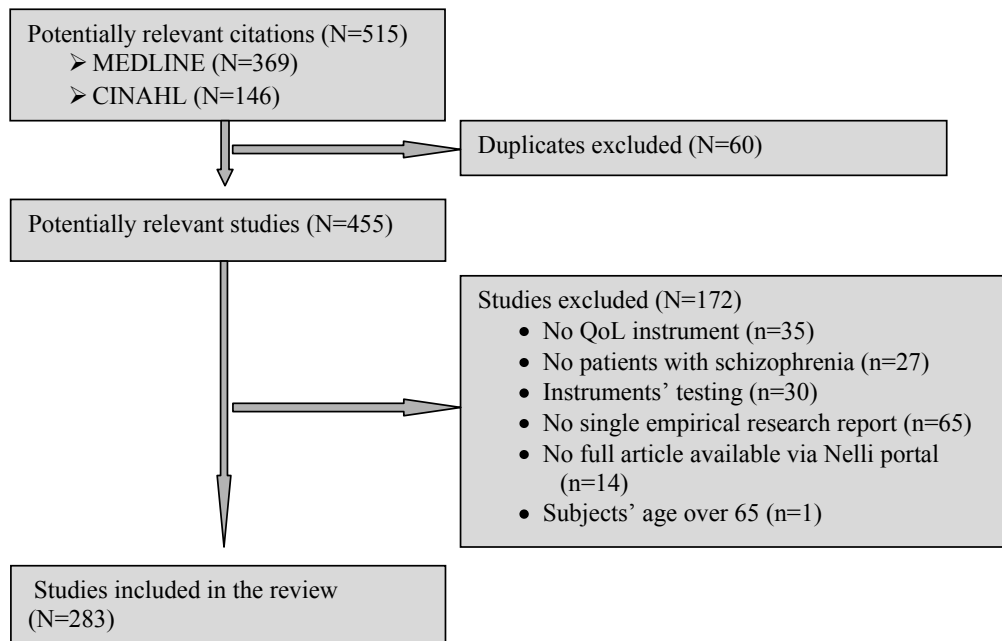 Potentially relevant citations (N=515)
➢ MEDLINE (N=369)
➢ CINAHL (N=146)
Duplicates excluded (N=60)
Potentially relevant studies (N=455)
Studies excluded (N=172)
• No QoL instrument (n=35)
• No patients with schizophrenia (n=27)
• Instruments’ testing (n=30)
• No single empirical research report (n=65)
• No full article available via Nelli portal
(n=14)
• Subjects’ age over 65 (n=1)
Studies included in the review
(N=283)